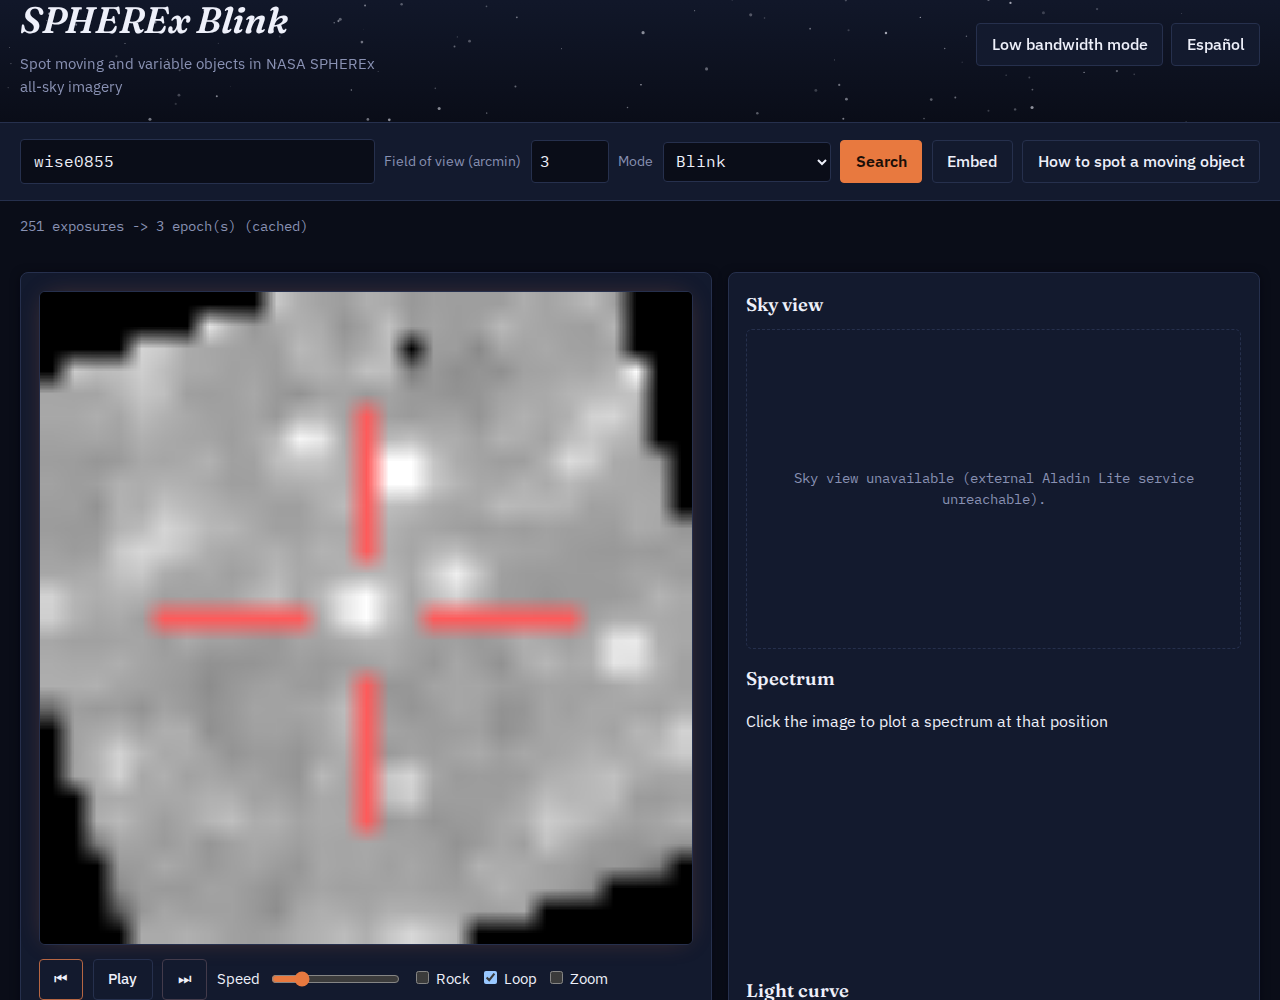 SPHEREx Blink
Spot moving and variable objects in NASA SPHEREx
all-sky imagery
Low bandwidth mode
Español
wise0855
Field of view (arcmin)
3
Mode
Blink
Search
Embed
How to spot a moving object
251 exposures -> 3 epoch(s) (cached)
Sky view
Sky view unavailable (external Aladin Lite service
unreachable).
Spectrum
Click the image to plot a spectrum at that position
Play
Speed
Rock
Loop
Zoom
Light curve